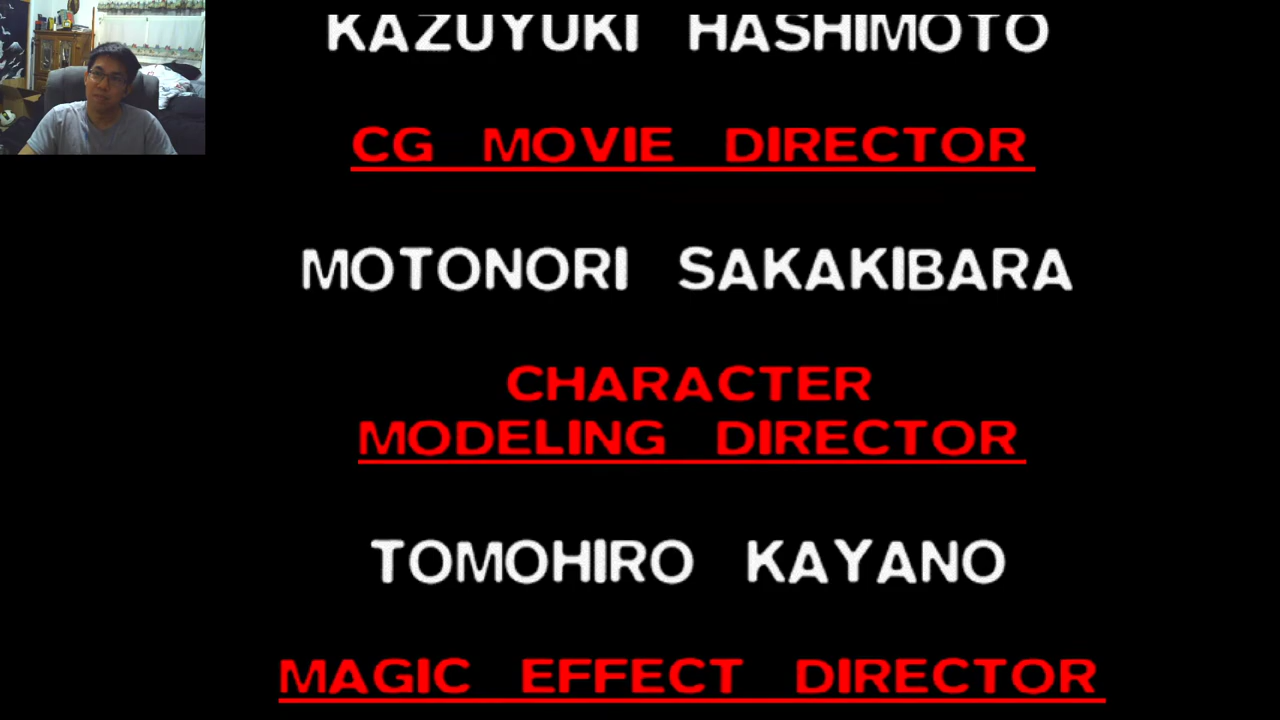 KAZUYUKI HASHIMOTO
CG MOVIE DIRECTOR
MOTONORI SAKAKIBARA
CHARACTER
MODELING DIRECTOR
TOMOHIRO KAYANO
MAGIC EFFECT DIRECTOR